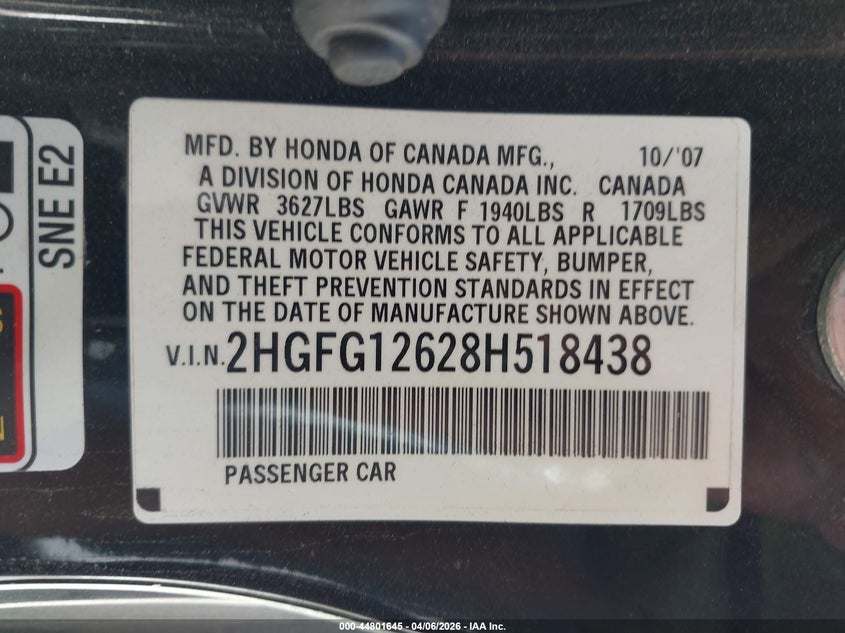 MFD. BY HONDA OF CANADA MFG., 10/'07
A DIVISION OF HONDA CANADA INC. CANADA
GVWR 3627LBS GAWR F 1940LBS R 1709LBS
THIS VEHICLE CONFORMS TO ALL APPLICABLE
FEDERAL MOTOR VEHICLE SAFETY, BUMPER,
AND THEFT PREVENTION STANDARDS IN EFFECT
ON THE DATE OF MANUFACTURE SHOWN ABOVE.
V.I.N. 2HGFG12628H518438
PASSENGER CAR
SNE E2
000-44801645 - 04/06/2026 - IAA Inc.